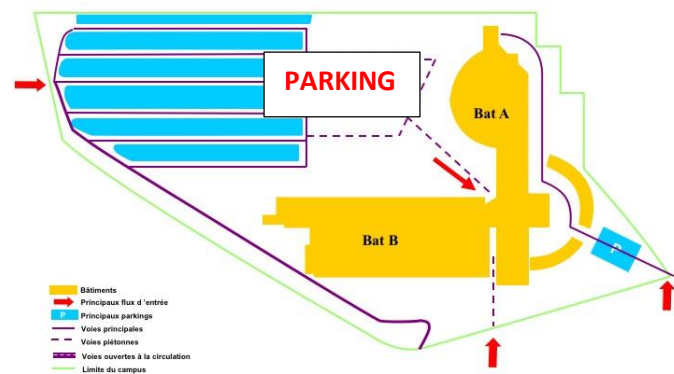 PARKING
Bat A
Bat B
P
Bâtiments
Principaux flux d 'entrée
P
Principaux parkings
Voies principales
Voies piétonnes
Voies ouvertes à la circulation
Limite du campus